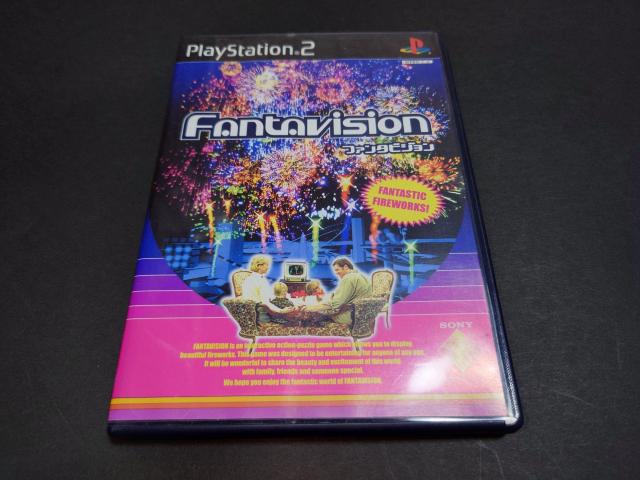 PlayStation.2
Fantavision
ファンタビジョン
FANTASTIC
FIREWORKS!
SONY
FANTAVISION is an interactive action-puzzle game which allows you to display
beautiful fireworks. This game was designed to be entertaining for anyone of any age.
It will be wonderful to share the beauty and excitement of this world
with family, friends and someone special.
We hope you enjoy the fantastic world of FANTAVISION.